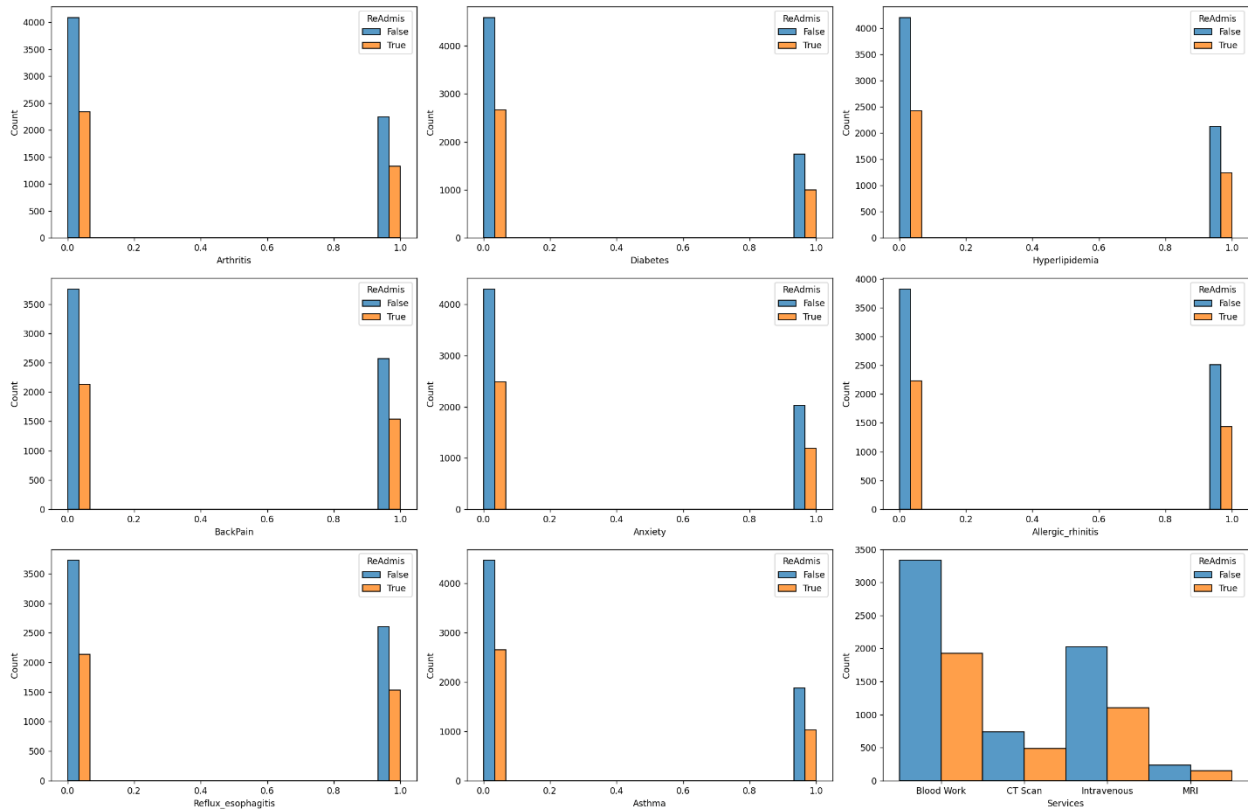 ReAdmis
False
True
Count
4000
3500
3000
2500
2000
1500
1000
500
0
0.0 0.2 0.4 0.6 0.8 1.0
Arthritis
ReAdmis
False
True
Count
4000
3000
2000
1000
0
0.0 0.2 0.4 0.6 0.8 1.0
Diabetes
ReAdmis
False
True
Count
4000
3500
3000
2500
2000
1500
1000
500
0
0.0 0.2 0.4 0.6 0.8 1.0
Hyperlipidemia
ReAdmis
False
True
Count
3500
3000
2500
2000
1500
1000
500
0
0.0 0.2 0.4 0.6 0.8 1.0
BackPain
ReAdmis
False
True
Count
4000
3000
2000
1000
0
0.0 0.2 0.4 0.6 0.8 1.0
Anxiety
ReAdmis
False
True
Count
4000
3500
3000
2500
2000
1500
1000
500
0
0.0 0.2 0.4 0.6 0.8 1.0
Allergic_rhinitis
ReAdmis
False
True
Count
3500
3000
2500
2000
1500
1000
500
0
0.0 0.2 0.4 0.6 0.8 1.0
Reflux_esophagitis
ReAdmis
False
True
Count
4000
3000
2000
1000
0
0.0 0.2 0.4 0.6 0.8 1.0
Asthma
ReAdmis
False
True
Count
3500
3000
2500
2000
1500
1000
500
0
Blood Work CT Scan Intravenous MRI
Services